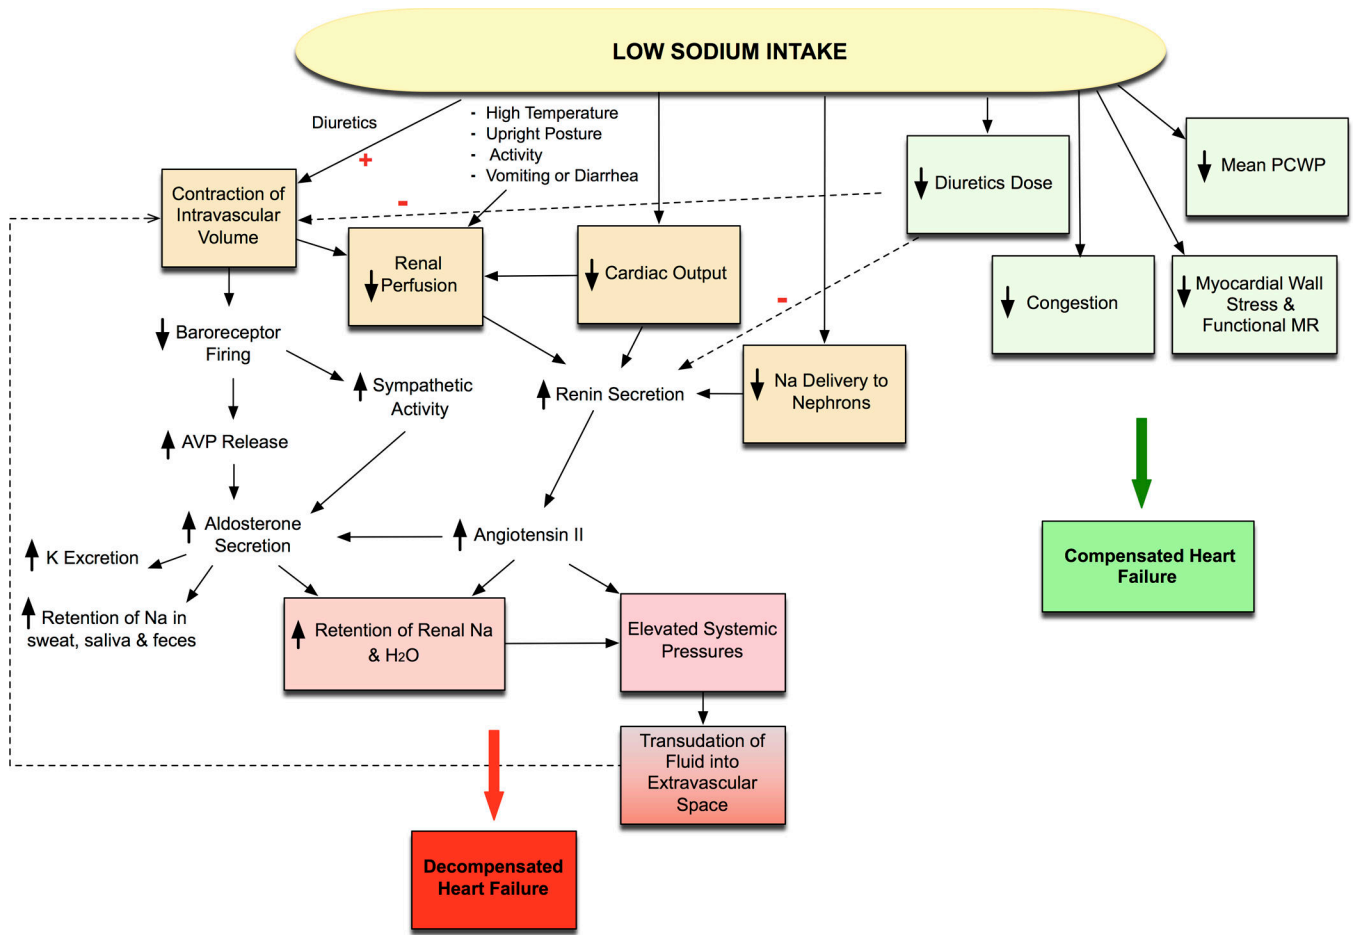 LOW SODIUM INTAKE
Diuretics
+
- High Temperature
- Upright Posture
- Activity
- Vomiting or Diarrhea
Contraction of
Intravascular
Volume
-
Renal
Perfusion
Cardiac Output
Diuretics Dose
Mean PCWP
-
Congestion
Myocardial Wall
Stress &
Functional MR
Baroreceptor
Firing
Sympathetic
Activity
Renin Secretion
Na Delivery to
Nephrons
AVP Release
Aldosterone
Secretion
Angiotensin II
K Excretion
Retention of Na in
sweat, saliva & feces
Retention of Renal Na
& H2O
Elevated Systemic
Pressures
Compensated Heart
Failure
Transudation of
Fluid into
Extravascular
Space
Decompensated
Heart Failure